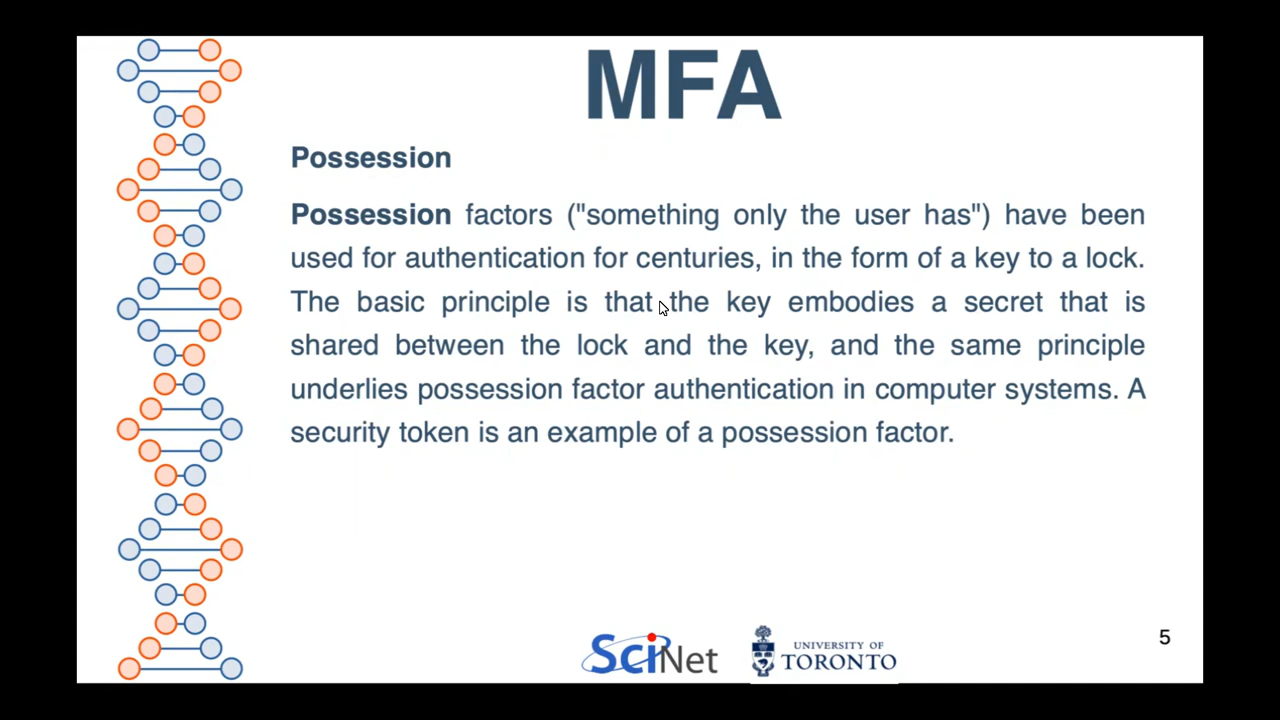 MFA
Possession
Possession factors ("something only the user has") have been
used for authentication for centuries, in the form of a key to a lock.
The basic principle is that the key embodies a secret that is
shared between the lock and the key, and the same principle
underlies possession factor authentication in computer systems. A
security token is an example of a possession factor.
SciNet
UNIVERSITY OF
TORONTO
5